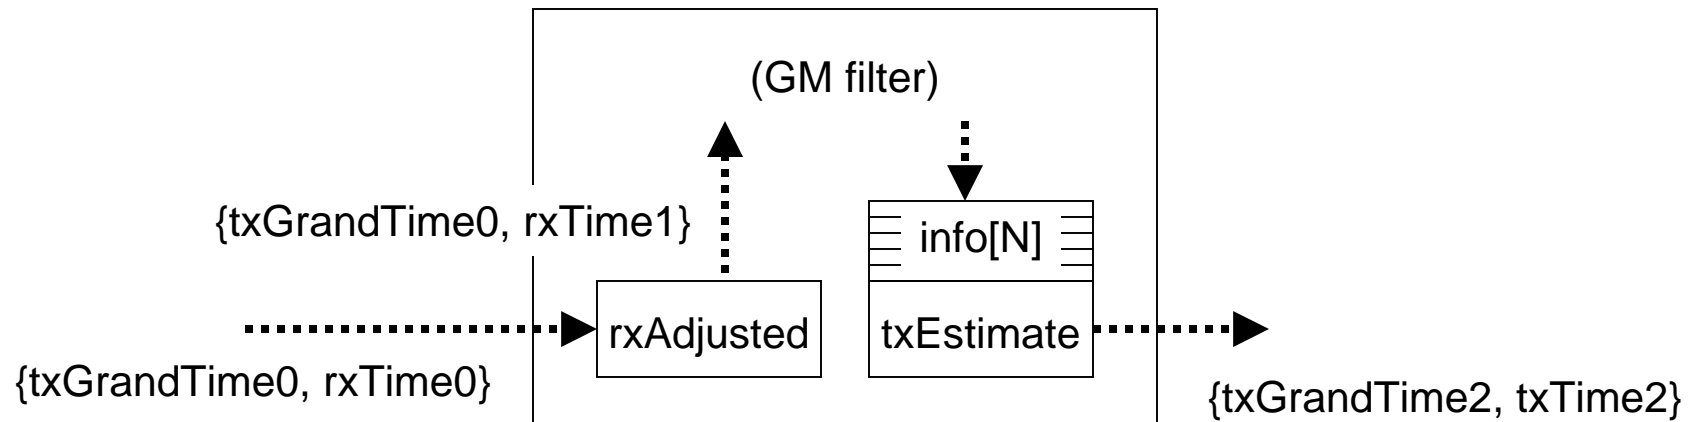 (GM filter)
{txGrandTime0, rxTime1}
info[N]
rxAdjusted
txEstimate
{txGrandTime0, rxTime0}
{txGrandTime2, txTime2}